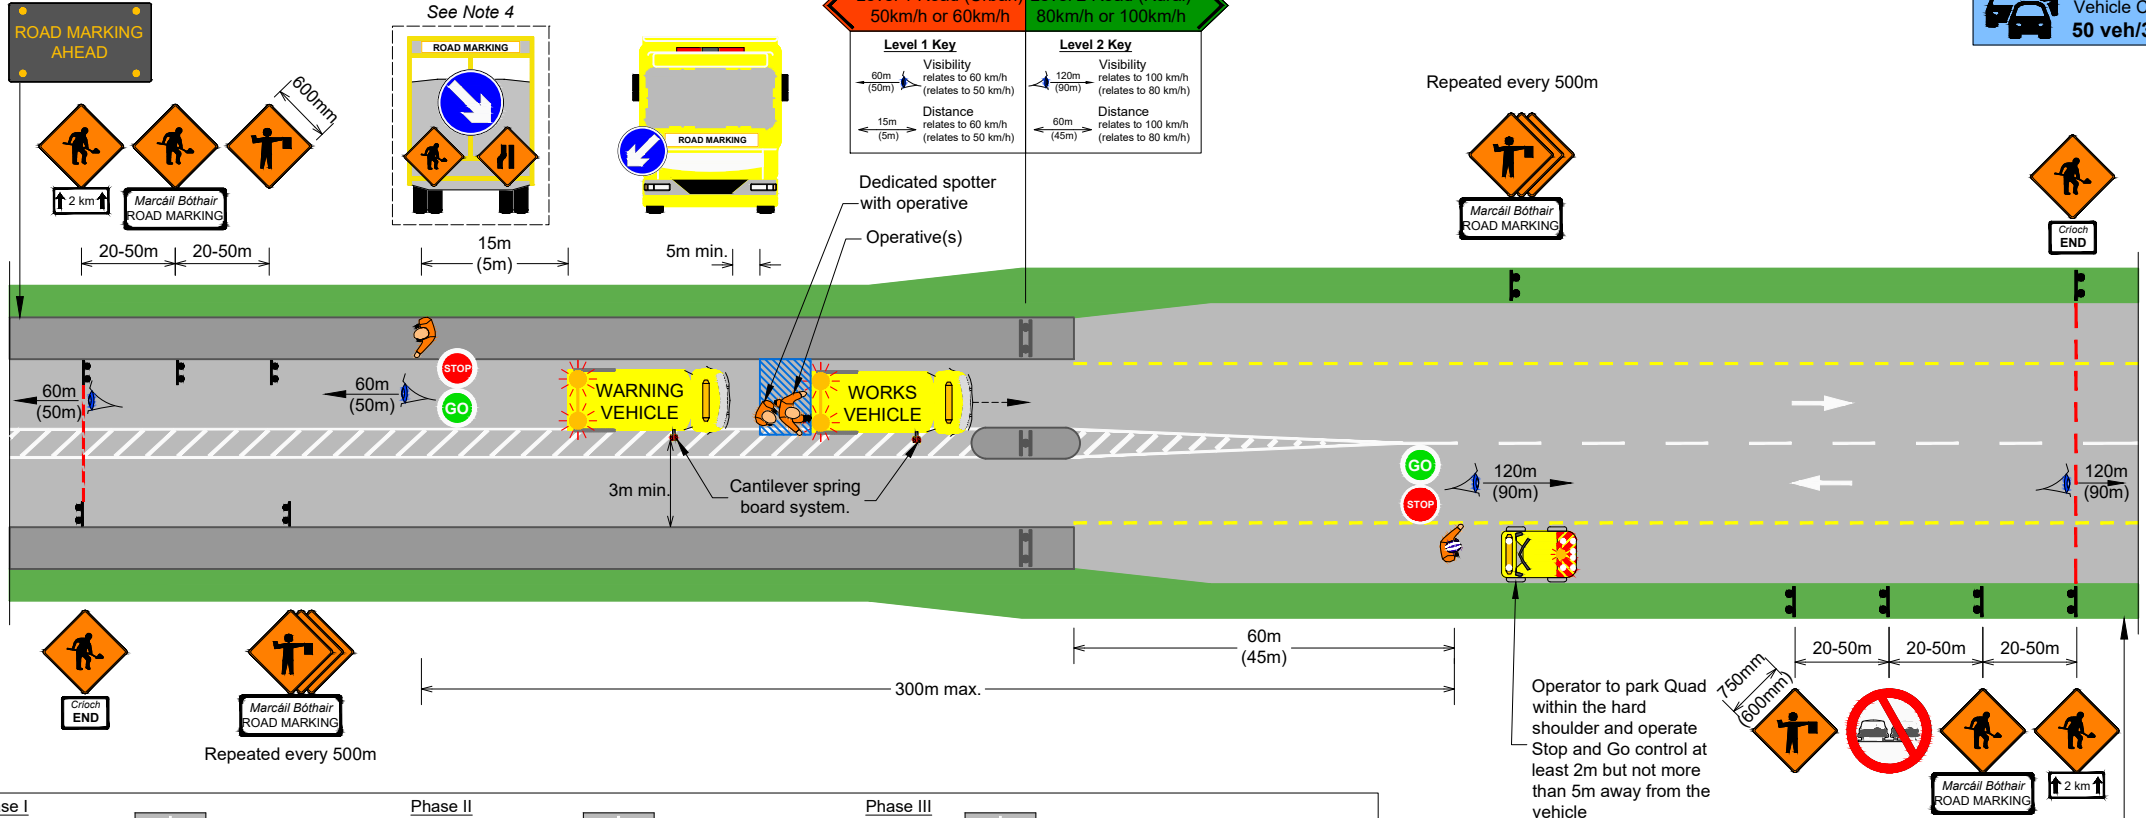 ROAD MARKING
AHEAD
See Note 4
ROAD MARKING
ROAD MARKING
50km/h or 60km/h
80km/h or 100km/h
Level 1 Key
Visibility
60m
(50m)
relates to 60 km/h
(relates to 50 km/h)
Distance
15m
(5m)
relates to 60 km/h
(relates to 50 km/h)
Level 2 Key
Visibility
120m
(90m)
relates to 100 km/h
(relates to 80 km/h)
Distance
60m
(45m)
relates to 100 km/h
(relates to 80 km/h)
Vehicle
50 veh/3
600mm
2 km
Marcáil Bóthair
ROAD MARKING
20-50m
20-50m
15m
(5m)
5m min.
Dedicated spotter
with operative
Operative(s)
Repeated every 500m
Marcáil Bóthair
ROAD MARKING
Críoch
END
60m
(50m)
60m
(50m)
STOP
GO
WARNING
VEHICLE
WORKS
VEHICLE
3m min.
Cantilever spring
board system.
GO
STOP
120m
(90m)
120m
(90m)
Críoch
END
Marcáil Bóthair
ROAD MARKING
Repeated every 500m
60m
(45m)
300m max.
Operator to park Quad
within the hard
shoulder and operate
Stop and Go control at
least 2m but not more
than 5m away from the
vehicle
20-50m
20-50m
20-50m
750mm
(600mm)
Marcáil Bóthair
ROAD MARKING
2 km
Phase II
Phase III